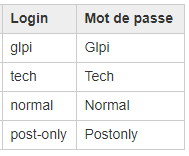 Login Mot de passe
glpi Glpi
tech Tech
normal Normal
post-only Postonly